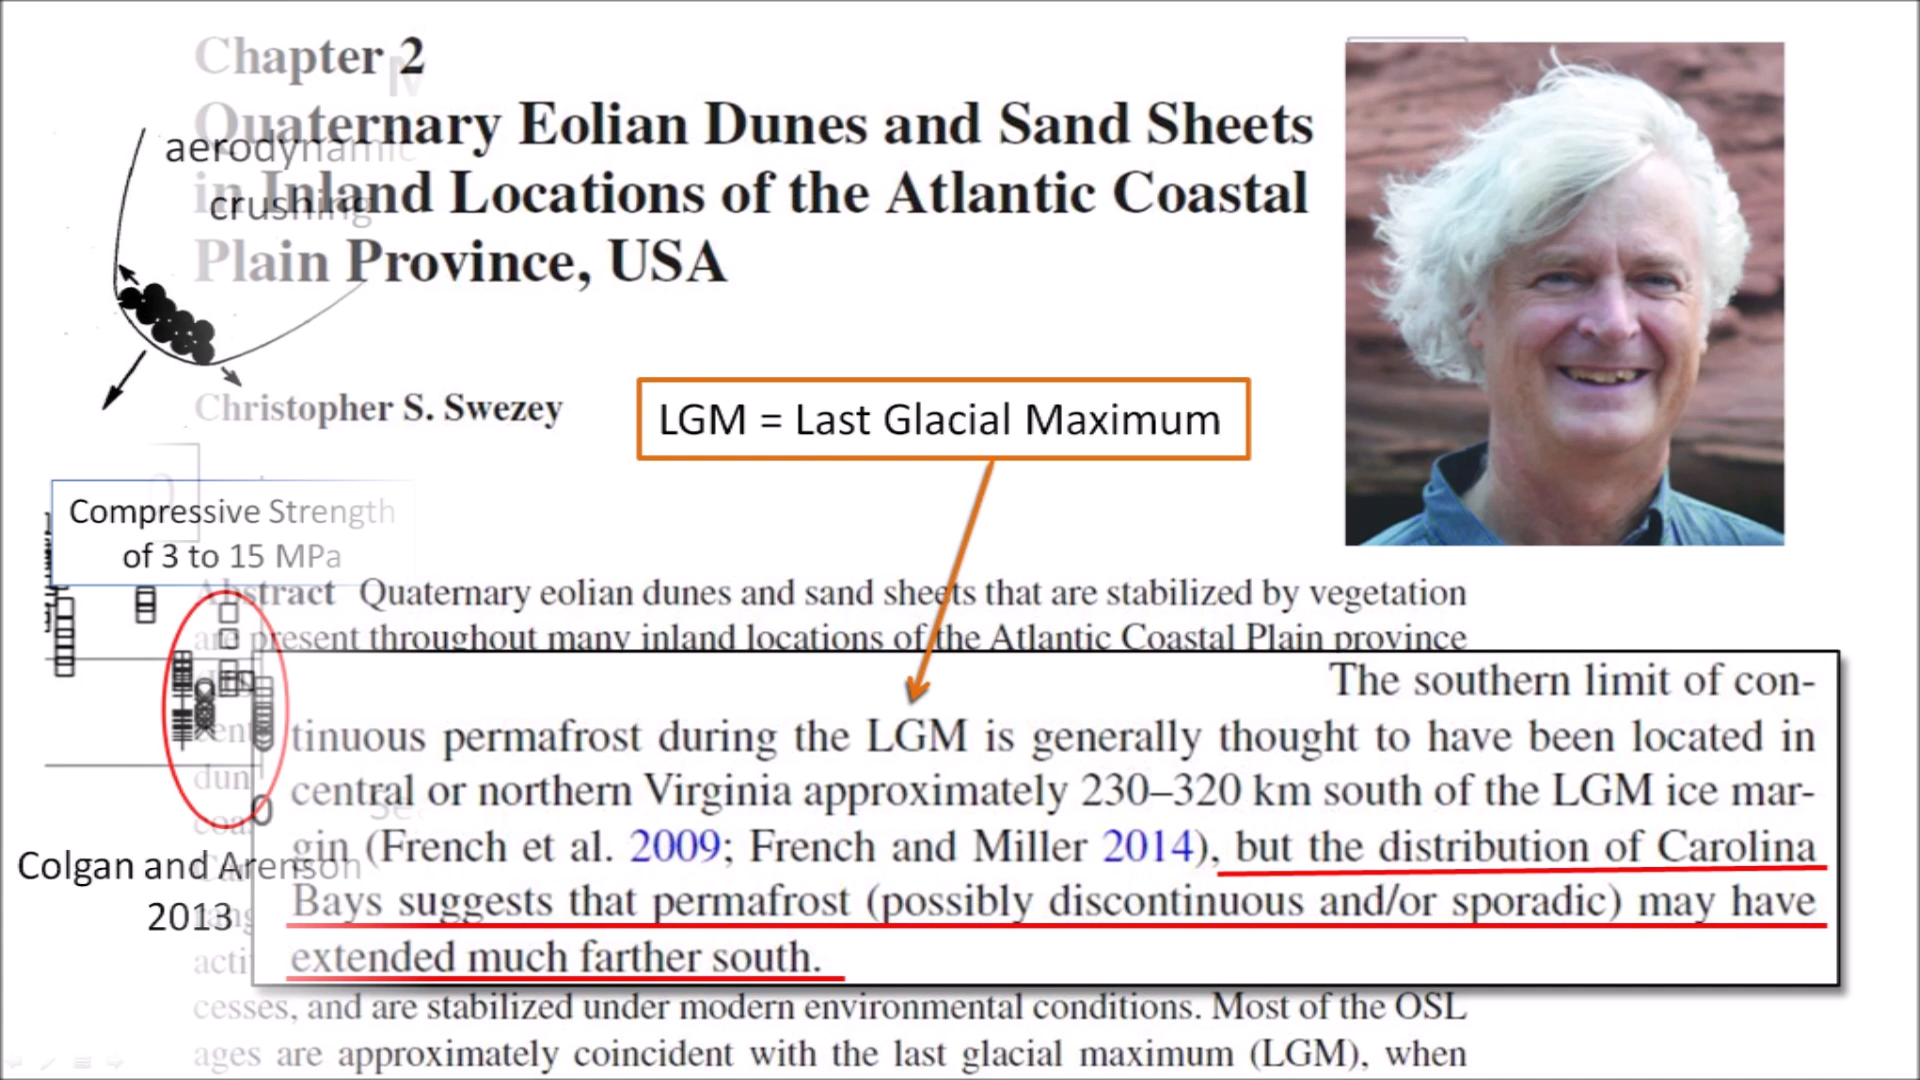 Chapter 2
Quaternary Eolian Dunes and Sand Sheets
in Inland Locations of the Atlantic Coastal
Plain Province, USA
aerodynamic
crushing
Christopher S. Swezey
LGM = Last Glacial Maximum
Compressive Strength
of 3 to 15 MPa
Abstract Quaternary eolian dunes and sand sheets that are stabilized by vegetation
are present throughout many inland locations of the Atlantic Coastal Plain province
The southern limit of con-
tinuous permafrost during the LGM is generally thought to have been located in
central or northern Virginia approximately 230–320 km south of the LGM ice mar-
gin (French et al. 2009; French and Miller 2014), but the distribution of Carolina
Bays suggests that permafrost (possibly discontinuous and/or sporadic) may have
extended much farther south.
Colgan and Arenson
2013
cesses, and are stabilized under modern environmental conditions. Most of the OSL
ages are approximately coincident with the last glacial maximum (LGM), when